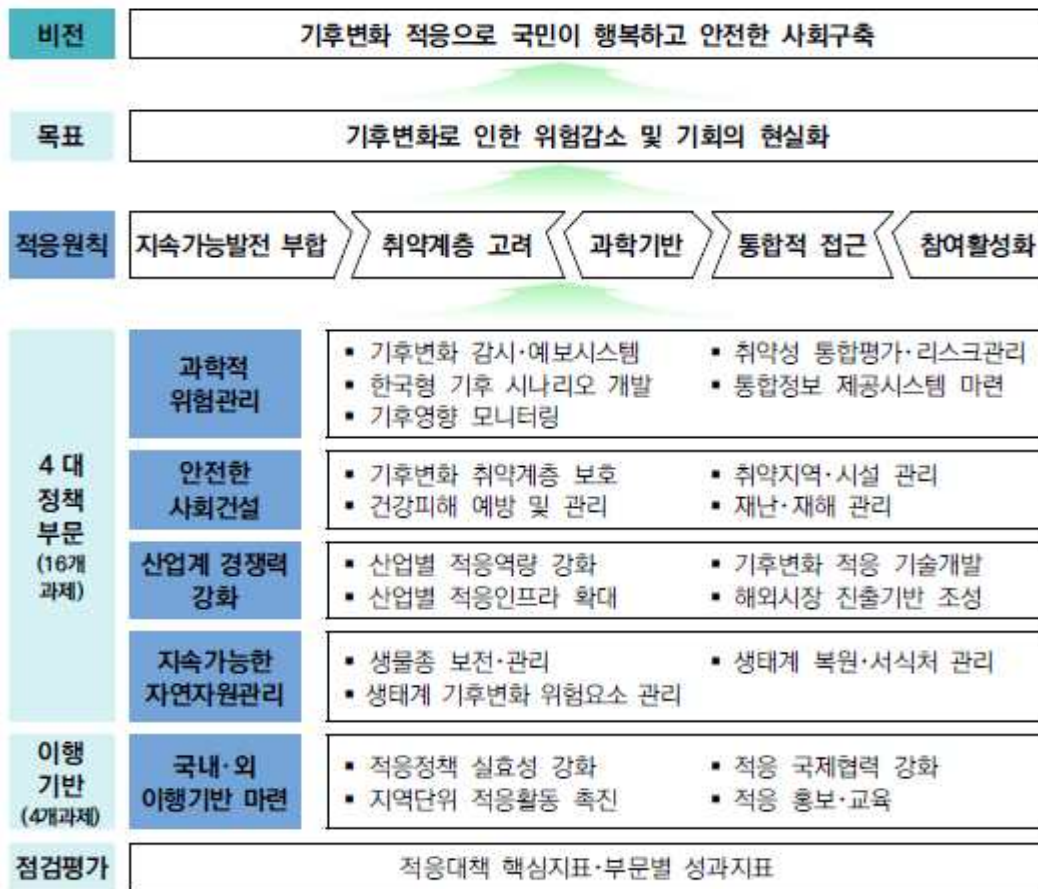 비전
기후변화 적응으로 국민이 행복하고 안전한 사회구축
목표
기후변화로 인한 위험감소 및 기회의 현실화
적응원칙
지속가능발전 부합
취약계층 고려
과학기반
통합적 접근
참여활성화
4 대
정책
부문
(16개
과제)
과학적
위험관리
▪ 기후변화 감시·예보시스템
▪ 한국형 기후 시나리오 개발
▪ 기후영향 모니터링
▪ 취약성 통합평가·리스크관리
▪ 통합정보 제공시스템 마련
안전한
사회건설
▪ 기후변화 취약계층 보호
▪ 건강피해 예방 및 관리
▪ 취약지역·시설 관리
▪ 재난·재해 관리
산업계 경쟁력
강화
▪ 산업별 적응역량 강화
▪ 산업별 적응인프라 확대
▪ 기후변화 적응 기술개발
▪ 해외시장 진출기반 조성
지속가능한
자연자원관리
▪ 생물종 보전·관리
▪ 생태계 기후변화 위험요소 관리
▪ 생태계 복원·서식처 관리
이행
기반
(4개과제)
국내·외
이행기반 마련
▪ 적응정책 실효성 강화
▪ 지역단위 적응활동 촉진
▪ 적응 국제협력 강화
▪ 적응 홍보·교육
점검평가
적응대책 핵심지표·부문별 성과지표